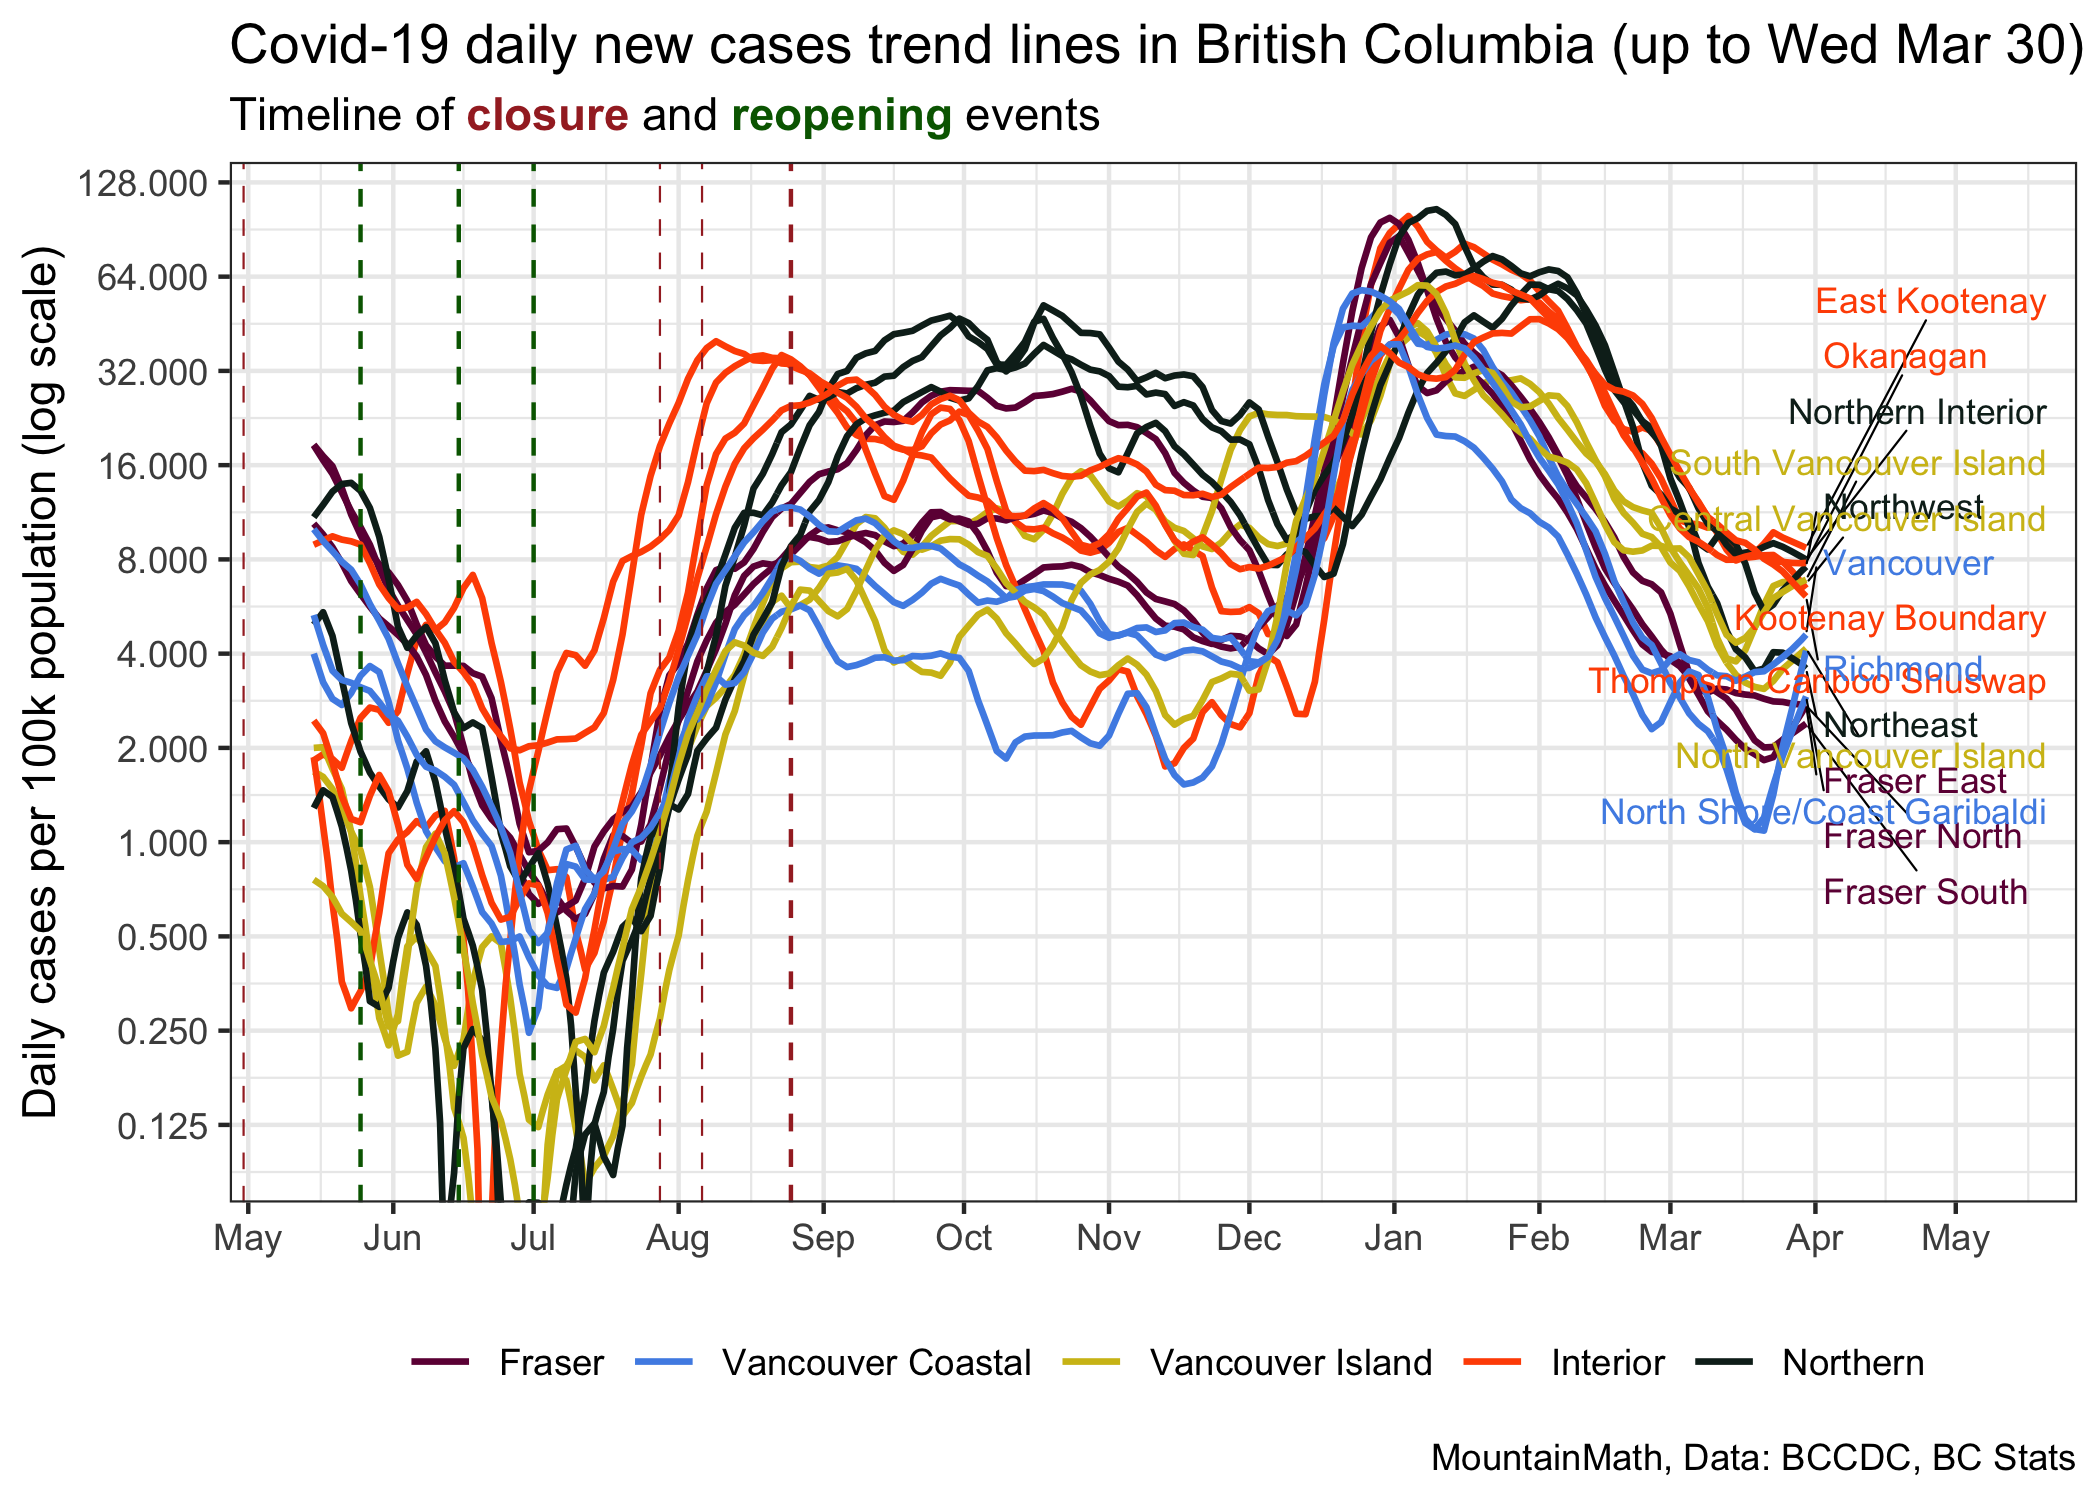 Covid-19 daily new cases trend lines in British Columbia (up to Wed Mar 30)
Timeline of closure and reopening events
Daily cases per 100k population (log scale)
128.000
64.000
32.000
16.000
8.000
4.000
2.000
1.000
0.500
0.250
0.125
East Kootenay
Okanagan
Northern Interior
South Vancouver Island
Northwest
Central Vancouver Island
Vancouver
Kootenay Boundary
Richmond
Thompson Cariboo Shuswap
Northeast
North Vancouver Island
Fraser East
North Shore/Coast Garibaldi
Fraser North
Fraser South
May Jun Jul Aug Sep Oct Nov Dec Jan Feb Mar Apr May
Fraser Vancouver Coastal Vancouver Island Interior Northern
MountainMath, Data: BCCDC, BC Stats